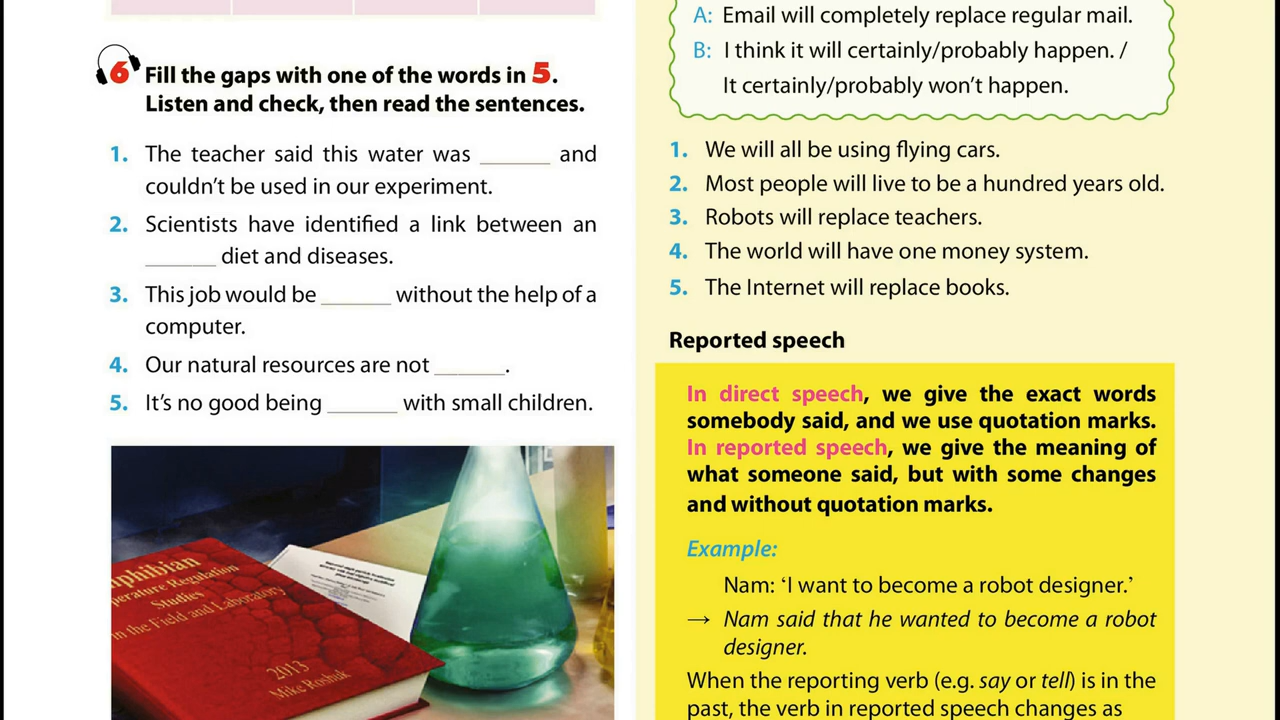 6 Fill the gaps with one of the words in 5.
Listen and check, then read the sentences.
1. The teacher said this water was ______ and
couldn't be used in our experiment.
2. Scientists have identified a link between an
______ diet and diseases.
3. This job would be ______ without the help of a
computer.
4. Our natural resources are not ______.
5. It's no good being ______ with small children.
perature Regulation
Studies
in the Field and Laboratory
2013
Mike Roshuk
A: Email will completely replace regular mail.
B: I think it will certainly/probably happen. /
It certainly/probably won't happen.
1. We will all be using flying cars.
2. Most people will live to be a hundred years old.
3. Robots will replace teachers.
4. The world will have one money system.
5. The Internet will replace books.
Reported speech
In direct speech, we give the exact words
somebody said, and we use quotation marks.
In reported speech, we give the meaning of
what someone said, but with some changes
and without quotation marks.
Example:
Nam: ‘I want to become a robot designer.’
→ Nam said that he wanted to become a robot
designer.
When the reporting verb (e.g. say or tell) is in the
past, the verb in reported speech changes as